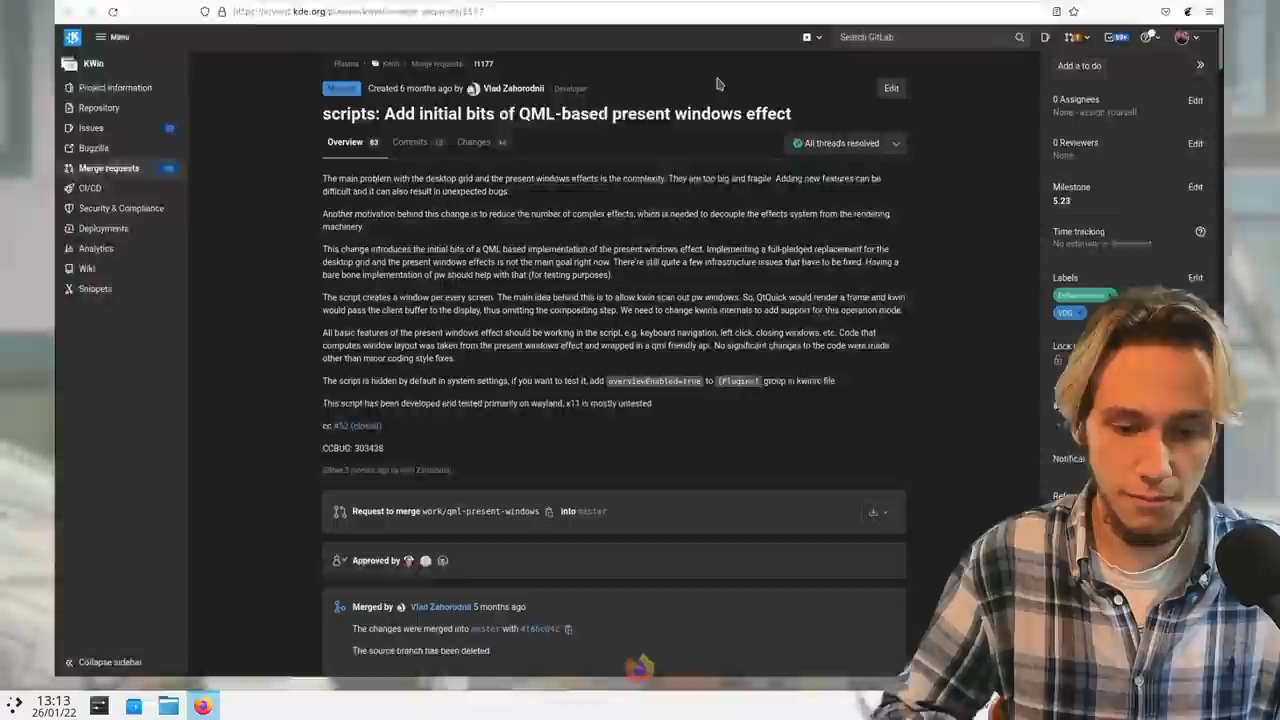 kde.org
Menu
Search GitLab
99+
KWin
Project information
Repository
Issues
Bugzilla
Merge requests
CI/CD
Security & Compliance
Deployments
Analytics
Wiki
Snippets
Collapse sidebar
Plasma KWin Merge requests !1177
Created 6 months ago by Vlad Zahorodnii Developer
Edit
scripts: Add initial bits of QML-based present windows effect
Overview 83 Commits Changes
All threads resolved
The main problem with the desktop grid and the present windows effects is the complexity. They are too big and fragile. Adding new features can be
difficult and it can also result in unexpected bugs.
Another motivation behind this change is to reduce the number of complex effects, which is needed to decouple the effects system from the rendering
machinery.
This change introduces the initial bits of a QML based implementation of the present windows effect. Implementing a full-pledged replacement for the
desktop grid and the present windows effects is not the main goal right now. There're still quite a few infrastructure issues that have to be fixed. Having a
bare bone implementation of pw should help with that (for testing purposes).
The script creates a window per every screen. The main idea behind this is to allow kwin scan out pw windows. So, QtQuick would render a frame and kwin
would pass the client buffer to the display, thus omitting the compositing step. We need to change kwin's internals to add support for this operation mode.
All basic features of the present windows effect should be working in the script, e.g. keyboard navigation, left click, closing windows, etc. Code that
computes window layout was taken from the present windows effect and wrapped in a qml friendly api. No significant changes to the code were made
other than minor coding style fixes.
The script is hidden by default in system settings, if you want to test it, add overviewEnabled=true to [Plugins] group in kwinrc file.
This script has been developed and tested primarily on wayland, x11 is mostly untested
cc #52 (closed)
CCBUG: 303438
Request to merge work/qml-present-windows into master
Approved by
Merged by Vlad Zahorodnii 5 months ago
The changes were merged into master with
The source branch has been deleted
Add a to do
0 Assignees Edit
None - assign yourself
0 Reviewers Edit
None
Milestone Edit
5.23
Time tracking
Labels Edit
VDG
13:13
26/01/22